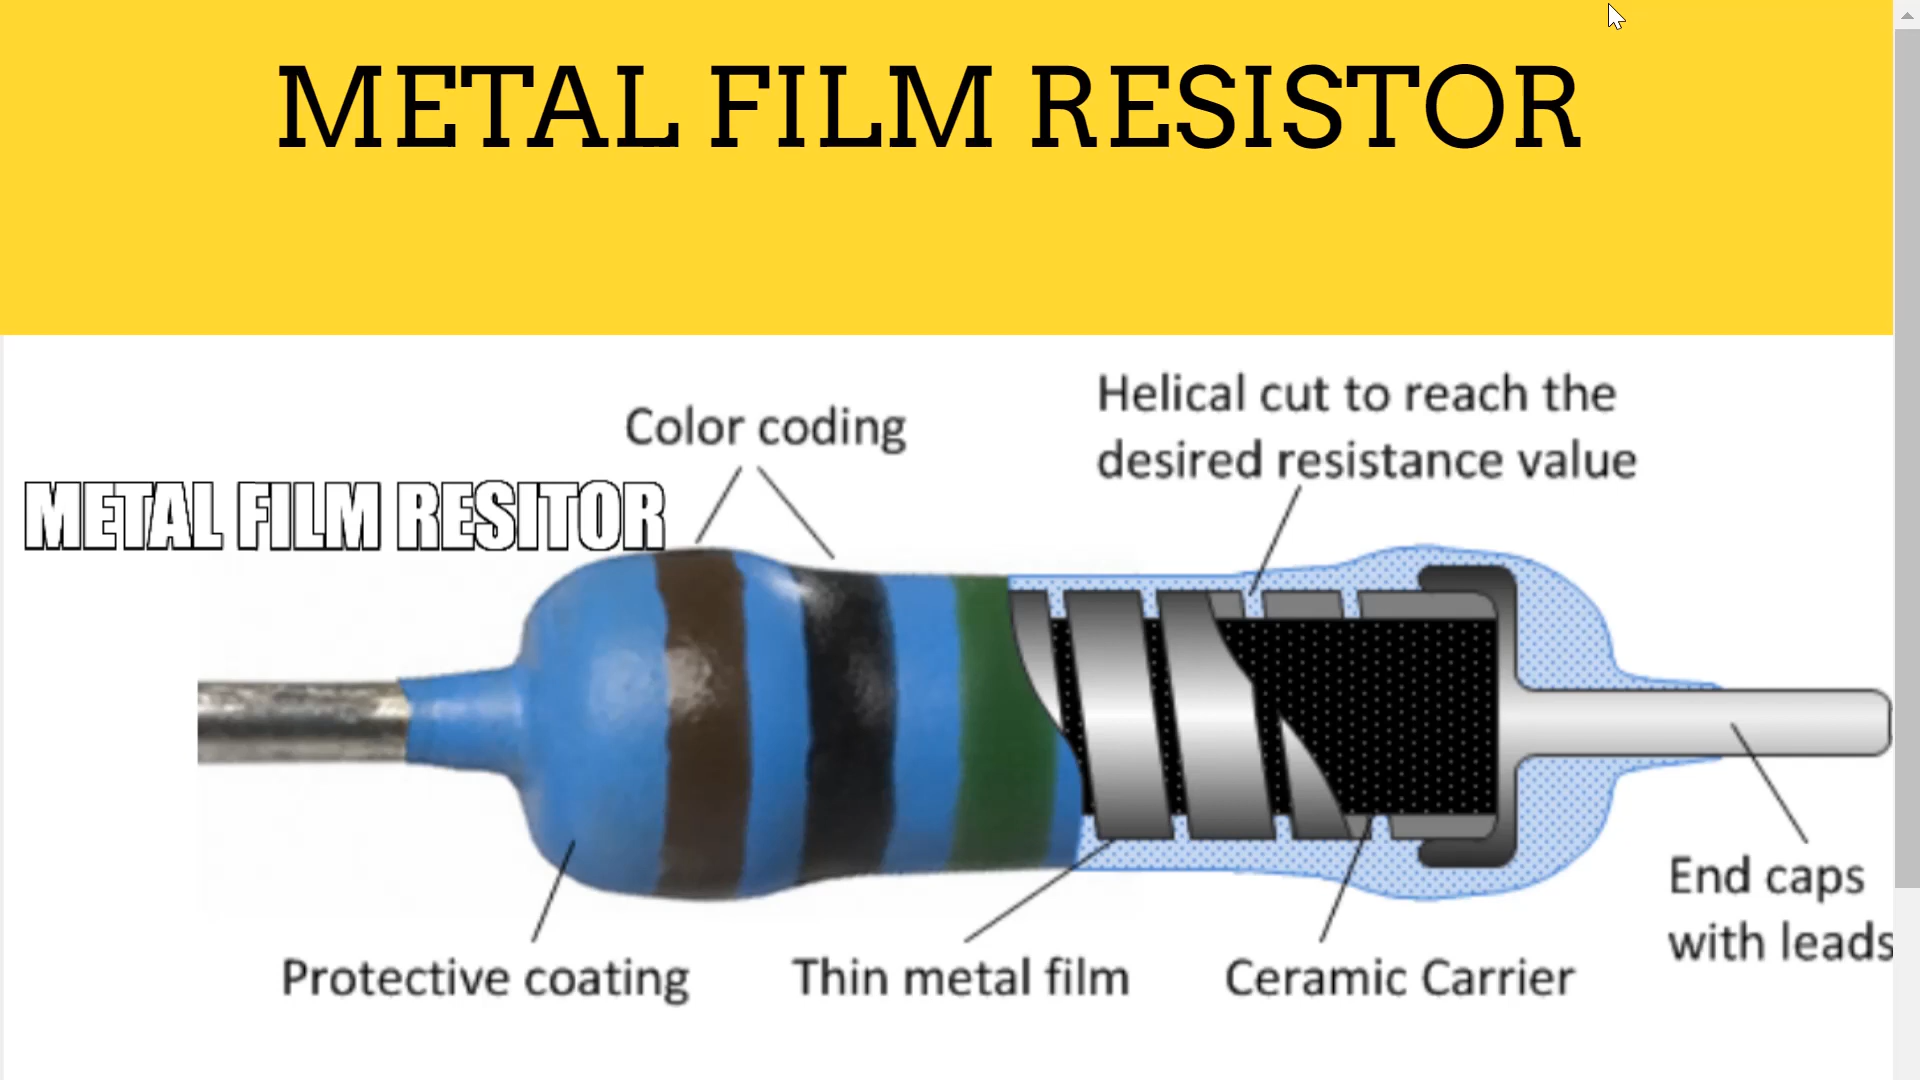 METAL FILM RESISTOR
Helical cut to reach the
desired resistance value
Color coding
METAL FILM RESITOR
End caps
with leads
Protective coating
Thin metal film
Ceramic Carrier